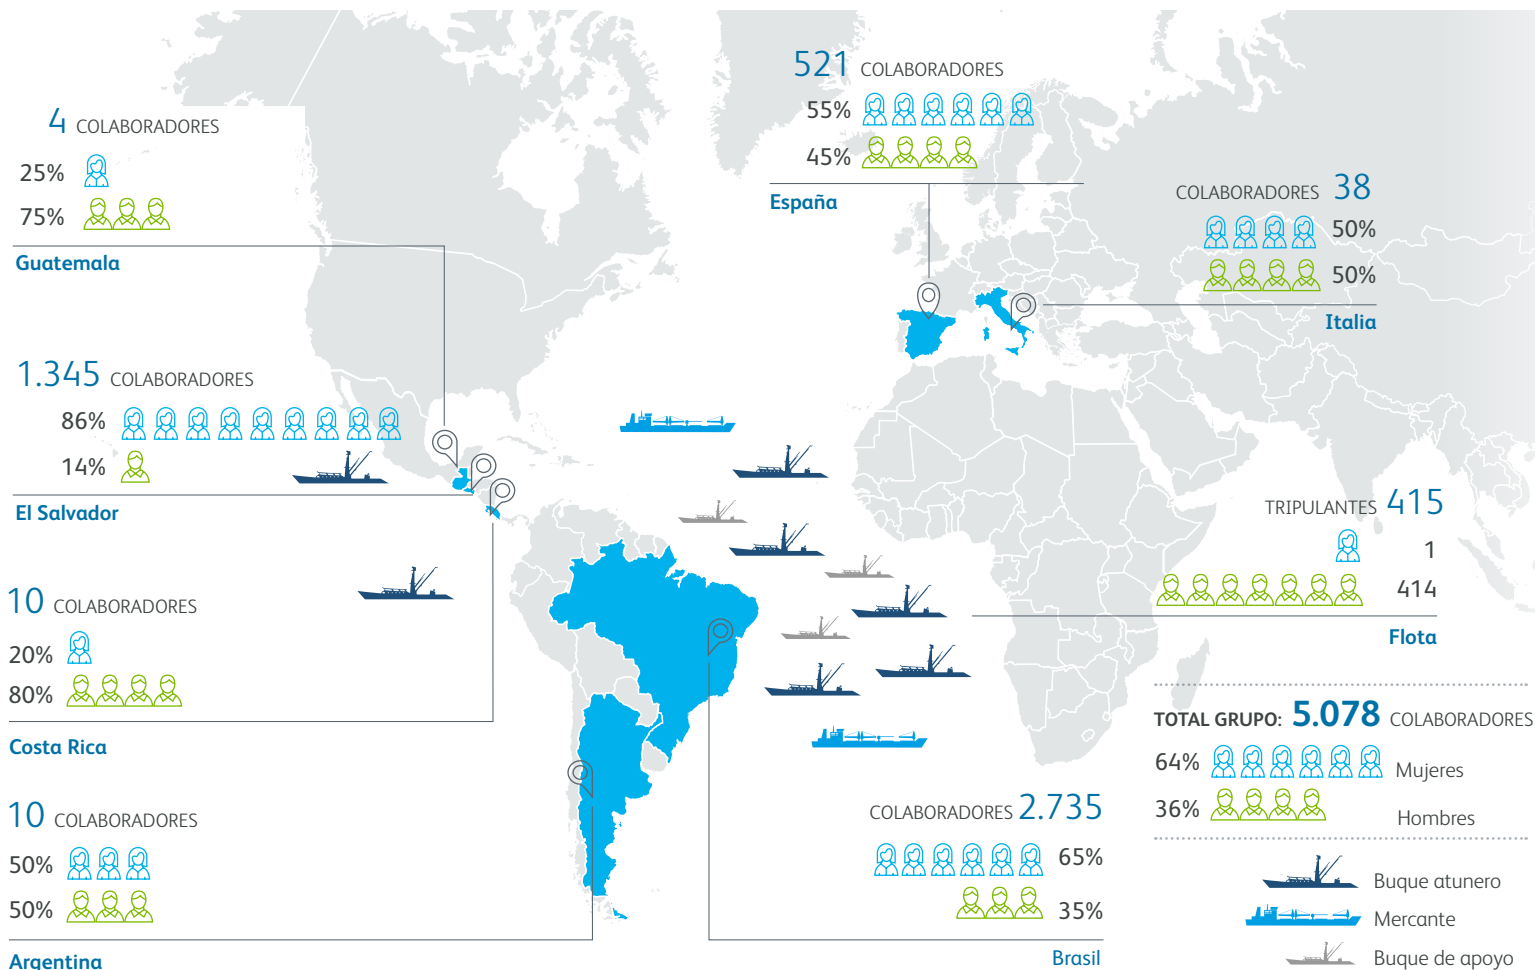 4 COLABORADORES
25%
75%
Guatemala
1.345 COLABORADORES
86%
14%
El Salvador
10 COLABORADORES
20%
80%
Costa Rica
10 COLABORADORES
50%
50%
Argentina
521 COLABORADORES
55%
45%
España
COLABORADORES 38
50%
50%
Italia
TRIPULANTES 415
1
414
Flota
COLABORADORES 2.735
65%
35%
Brasil
TOTAL GRUPO: 5.078 COLABORADORES
64% Mujeres
36% Hombres
Buque atunero
Mercante
Buque de apoyo